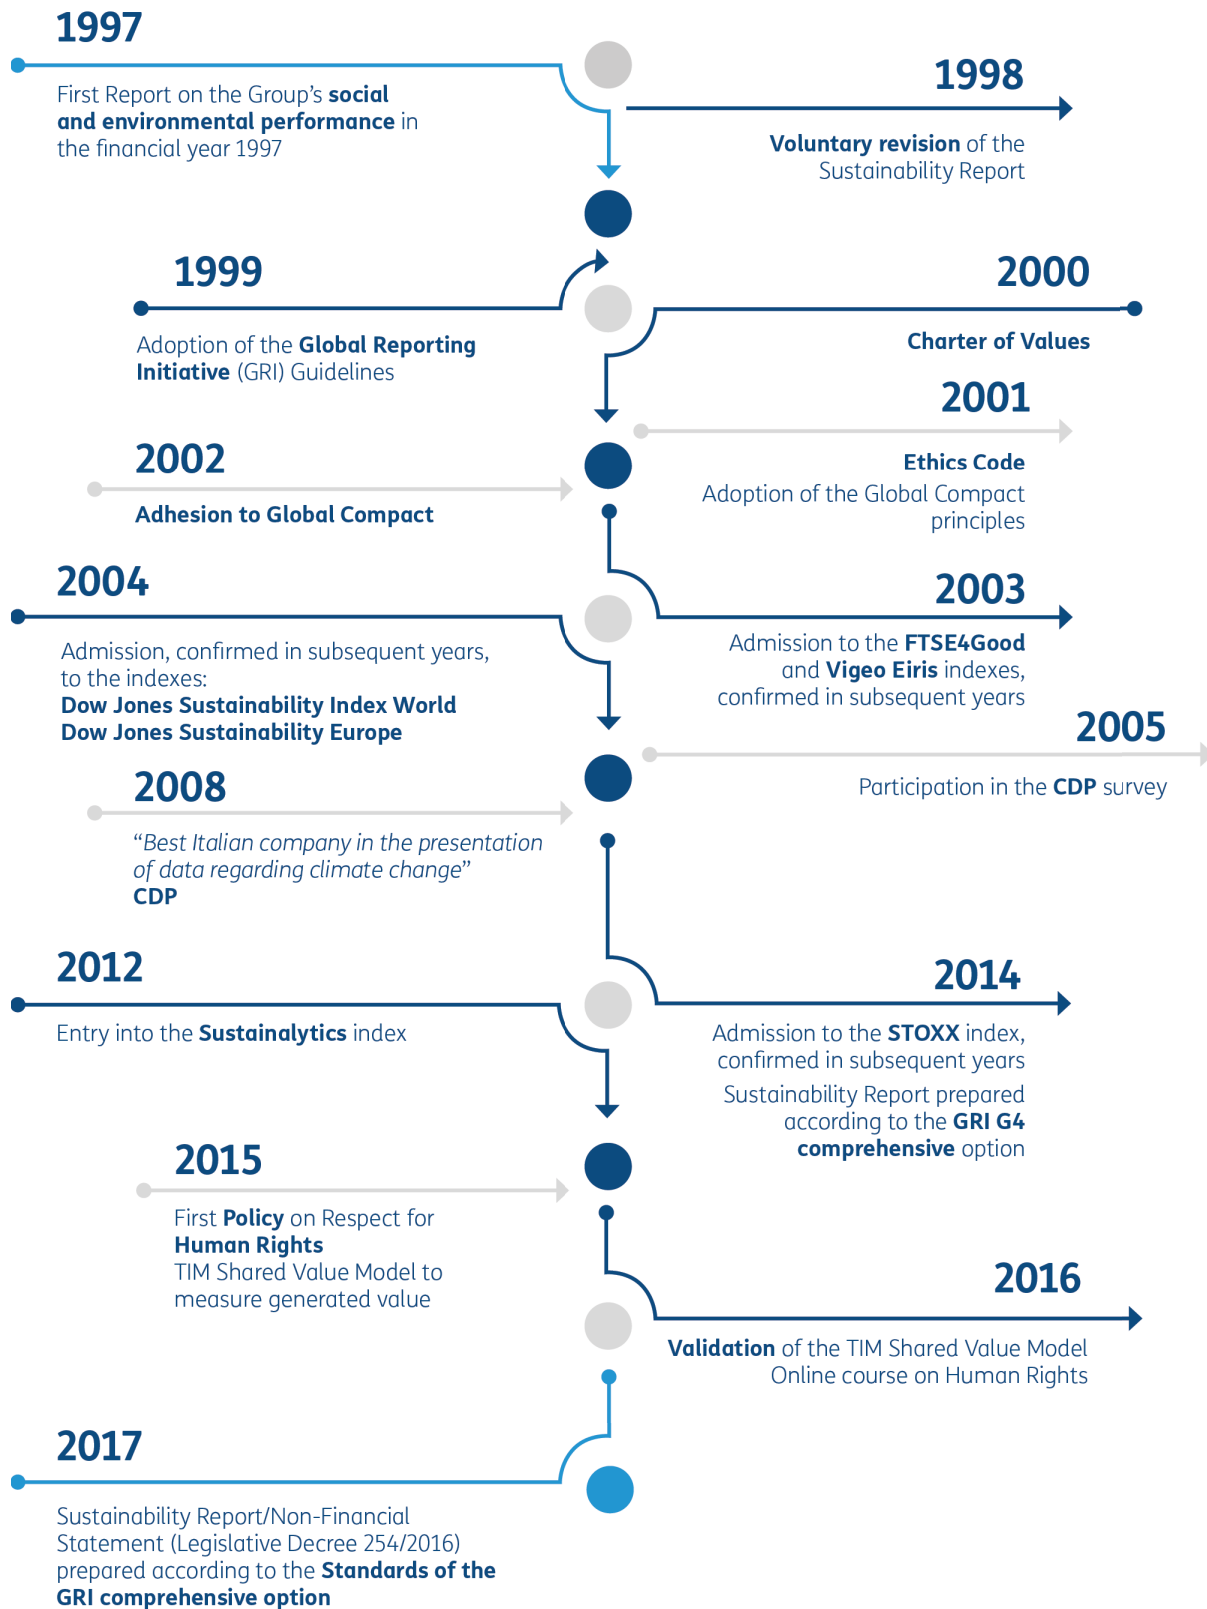 1997
First Report on the Group's social
and environmental performance in
the financial year 1997
1998
Voluntary revision of the
Sustainability Report
1999
Adoption of the Global Reporting
Initiative (GRI) Guidelines
2000
Charter of Values
2001
Ethics Code
Adoption of the Global Compact
principles
2002
Adhesion to Global Compact
2003
Admission to the FTSE4Good
and Vigeo Eiris indexes,
confirmed in subsequent years
2004
Admission, confirmed in subsequent years,
to the indexes:
Dow Jones Sustainability Index World
Dow Jones Sustainability Europe
2005
Participation in the CDP survey
2008
“Best Italian company in the presentation
of data regarding climate change”
CDP
2012
Entry into the Sustainalytics index
2014
Admission to the STOXX index,
confirmed in subsequent years
Sustainability Report prepared
according to the GRI G4
comprehensive option
2015
First Policy on Respect for
Human Rights
TIM Shared Value Model to
measure generated value
2016
Validation of the TIM Shared Value Model
Online course on Human Rights
2017
Sustainability Report/Non-Financial
Statement (Legislative Decree 254/2016)
prepared according to the Standards of the
GRI comprehensive option